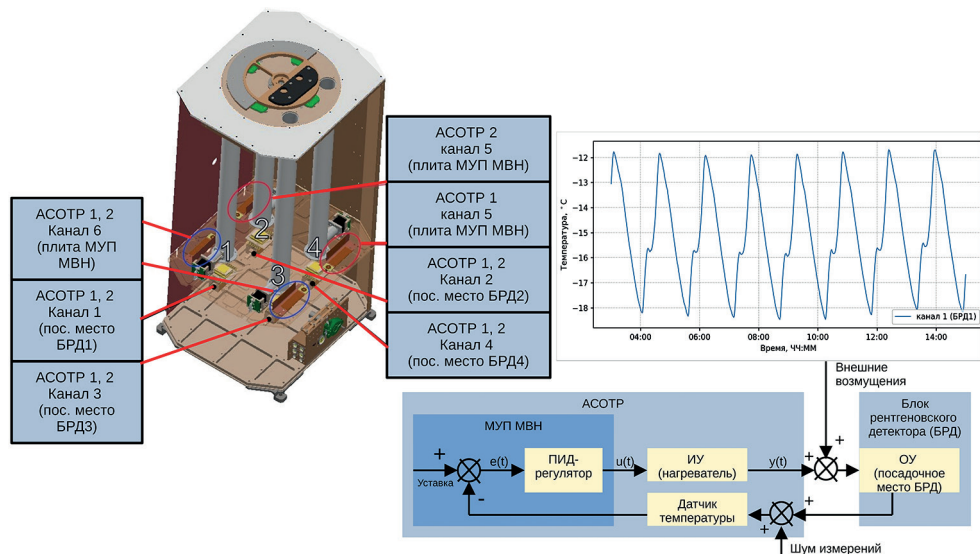 АСОТР 2
канал 5
(плита МУП МВН)
АСОТР 1
канал 5
(плита МУП МВН)
АСОТР 1, 2
Канал 2
(пос. место БРД2)
АСОТР 1, 2
Канал 4
(пос. место БРД4)
АСОТР 1, 2
Канал 6
(плита МУП
МВН)
АСОТР 1, 2
Канал 1
(пос. место
БРД1)
АСОТР 1, 2
Канал 3
(пос. место
БРД3)
1
2
3
4
Температура, °С
−12
−13
−14
−15
−16
−17
−18
канал 1 (БРД1)
04:00
06:00
08:00
10:00
12:00
14:00
Время, ЧЧ:ММ
Внешние
возмущения
АСОТР
МУП МВН
Блок
рентгеновского
детектора (БРД)
+
Уставка
-
e(t)
ПИД-
регулятор
u(t)
ИУ
(нагреватель)
y(t)
+
+
ОУ
(посадочное
место БРД)
Датчик
температуры
+
+
Шум измерений